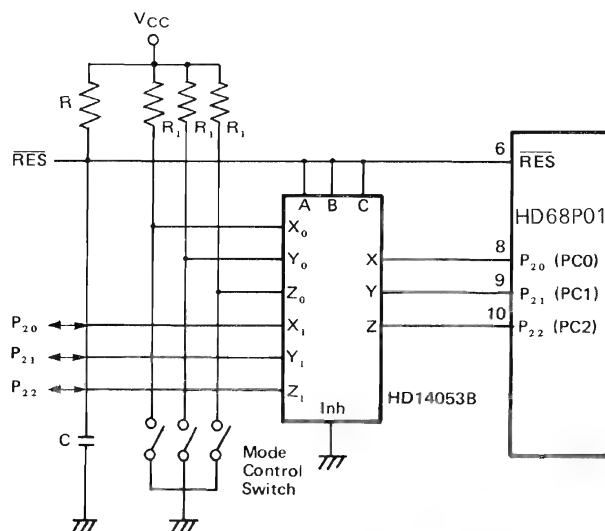 VCC
R
R1 R1 R1
RES
6
RES
A B C
HD68P01
X0
Y0
Z0
X1
Y1
Z1
X
Y
Z
8
P20 (PC0)
9
P21 (PC1)
10
P22 (PC2)
P20
P21
P22
Inh
HD14053B
C
Mode
Control
Switch